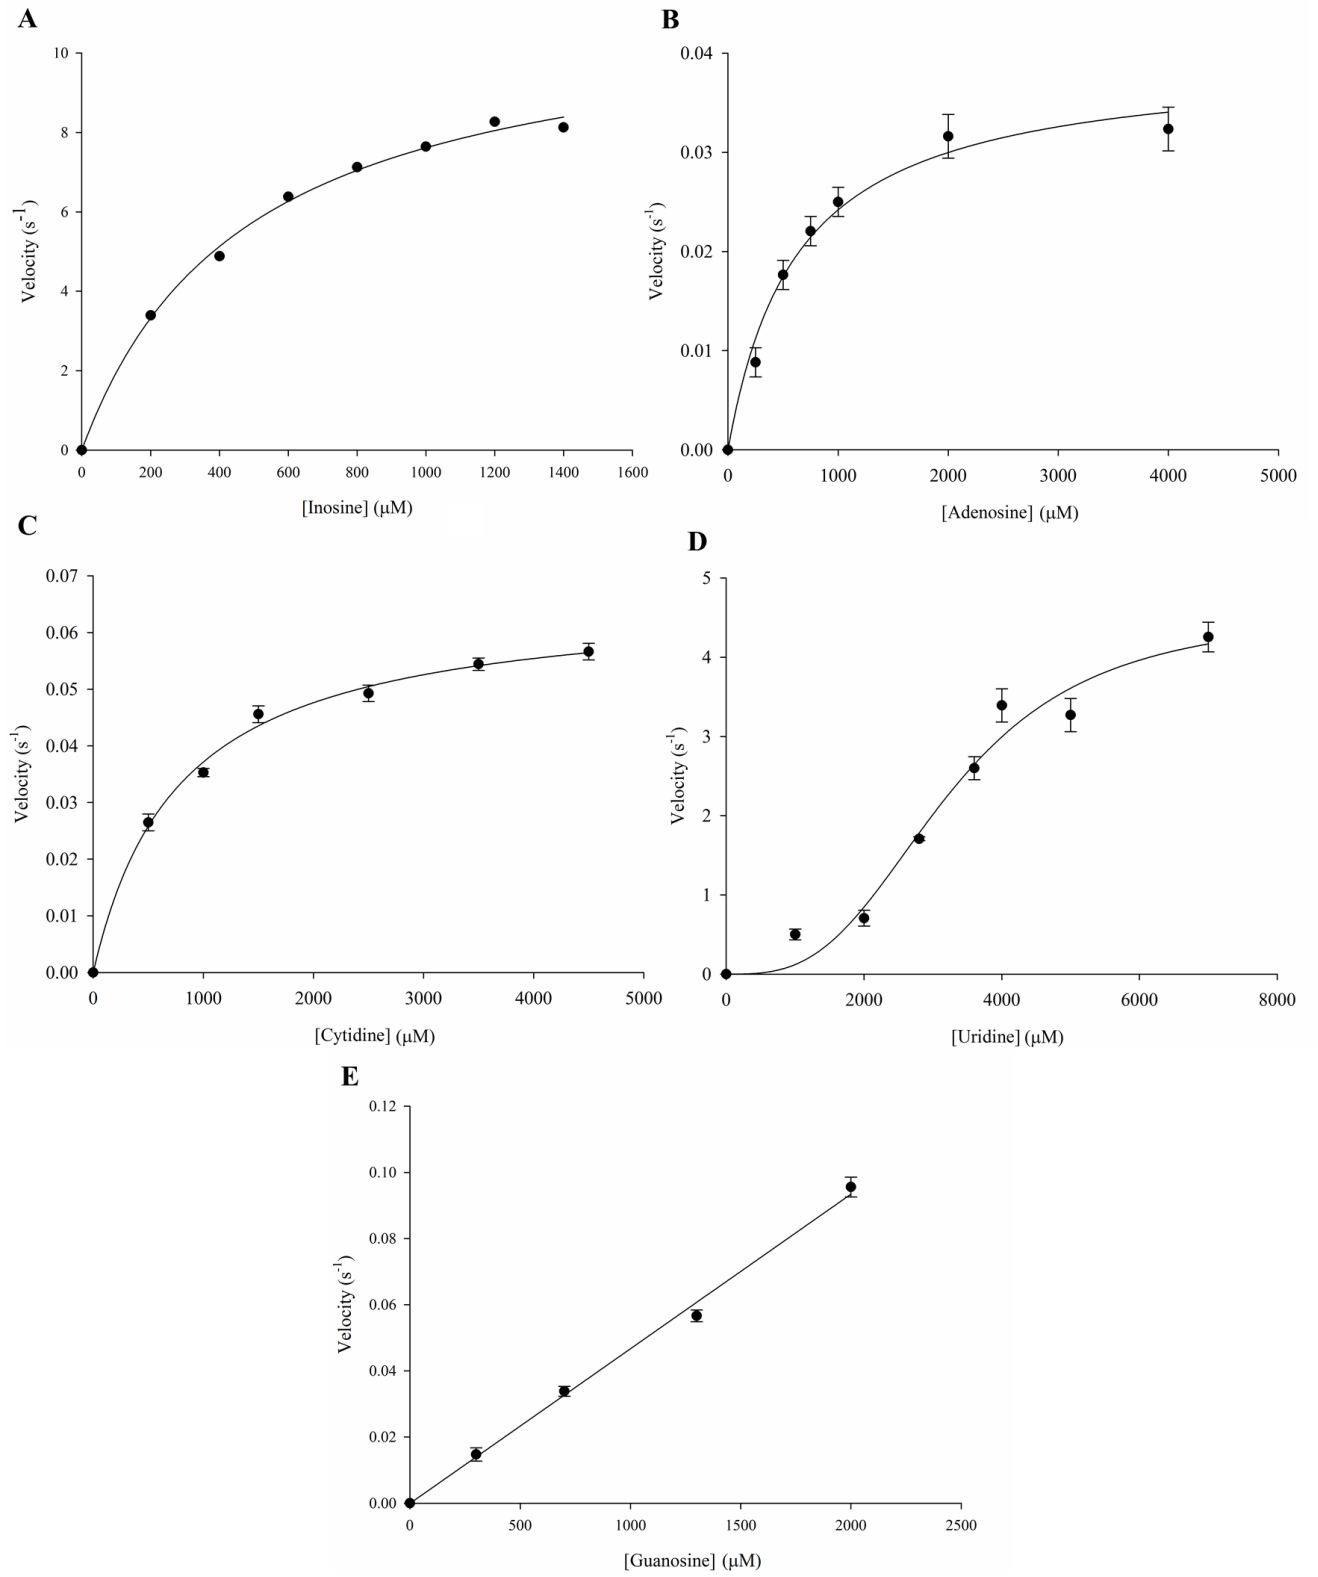 A
10
8
6
4
2
0
Velocity (s-1)
0 200 400 600 800 1000 1200 1400 1600
[Inosine] (μM)
B
0.04
0.03
0.02
0.01
0.00
Velocity (s-1)
0 1000 2000 3000 4000 5000
[Adenosine] (μM)
C
0.07
0.06
0.05
0.04
0.03
0.02
0.01
0.00
Velocity (s-1)
0 1000 2000 3000 4000 5000
[Cytidine] (μM)
D
5
4
3
2
1
0
Velocity (s-1)
0 2000 4000 6000 8000
[Uridine] (μM)
E
0.12
0.10
0.08
0.06
0.04
0.02
0.00
Velocity (s-1)
0 500 1000 1500 2000 2500
[Guanosine] (μM)